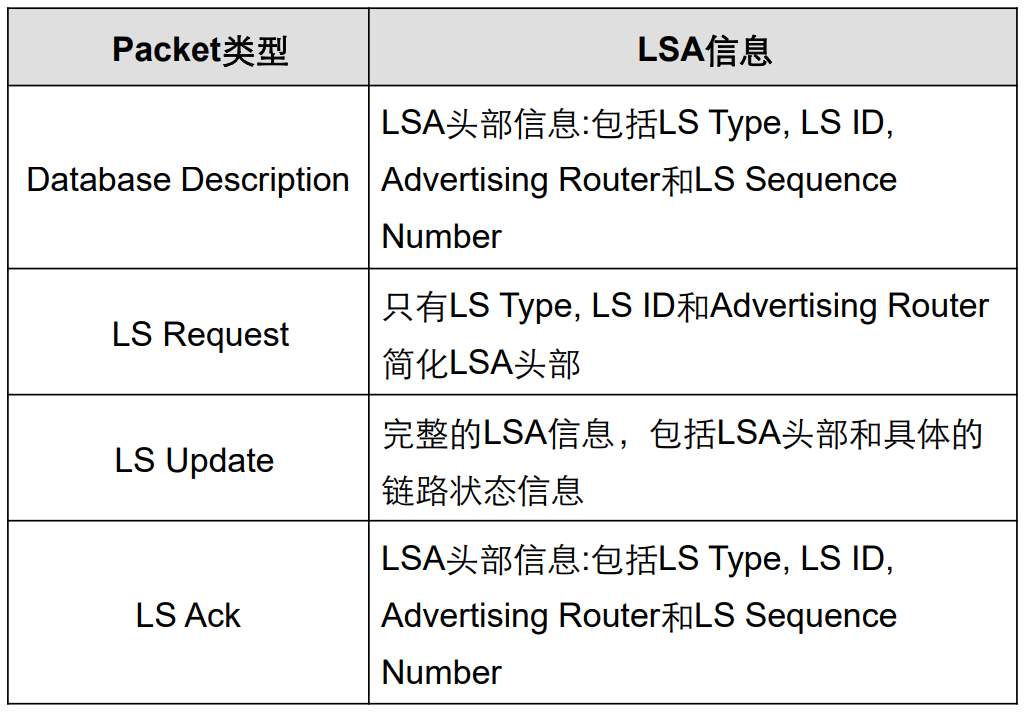 Packet类型
LSA信息
Database Description
LSA头部信息:包括LS Type, LS ID,
Advertising Router和LS Sequence
Number
LS Request
只有LS Type, LS ID和Advertising Router
简化LSA头部
LS Update
完整的LSA信息，包括LSA头部和具体的
链路状态信息
LS Ack
LSA头部信息:包括LS Type, LS ID,
Advertising Router和LS Sequence
Number